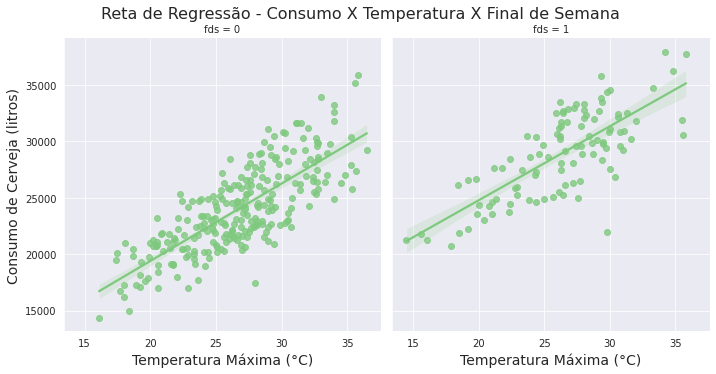 Reta de Regressão - Consumo X Temperatura X Final de Semana
fds = 0
fds = 1
Consumo de Cerveja (litros)
35000
30000
25000
20000
15000
15 20 25 30 35
15 20 25 30 35
Temperatura Máxima (°C)
Temperatura Máxima (°C)